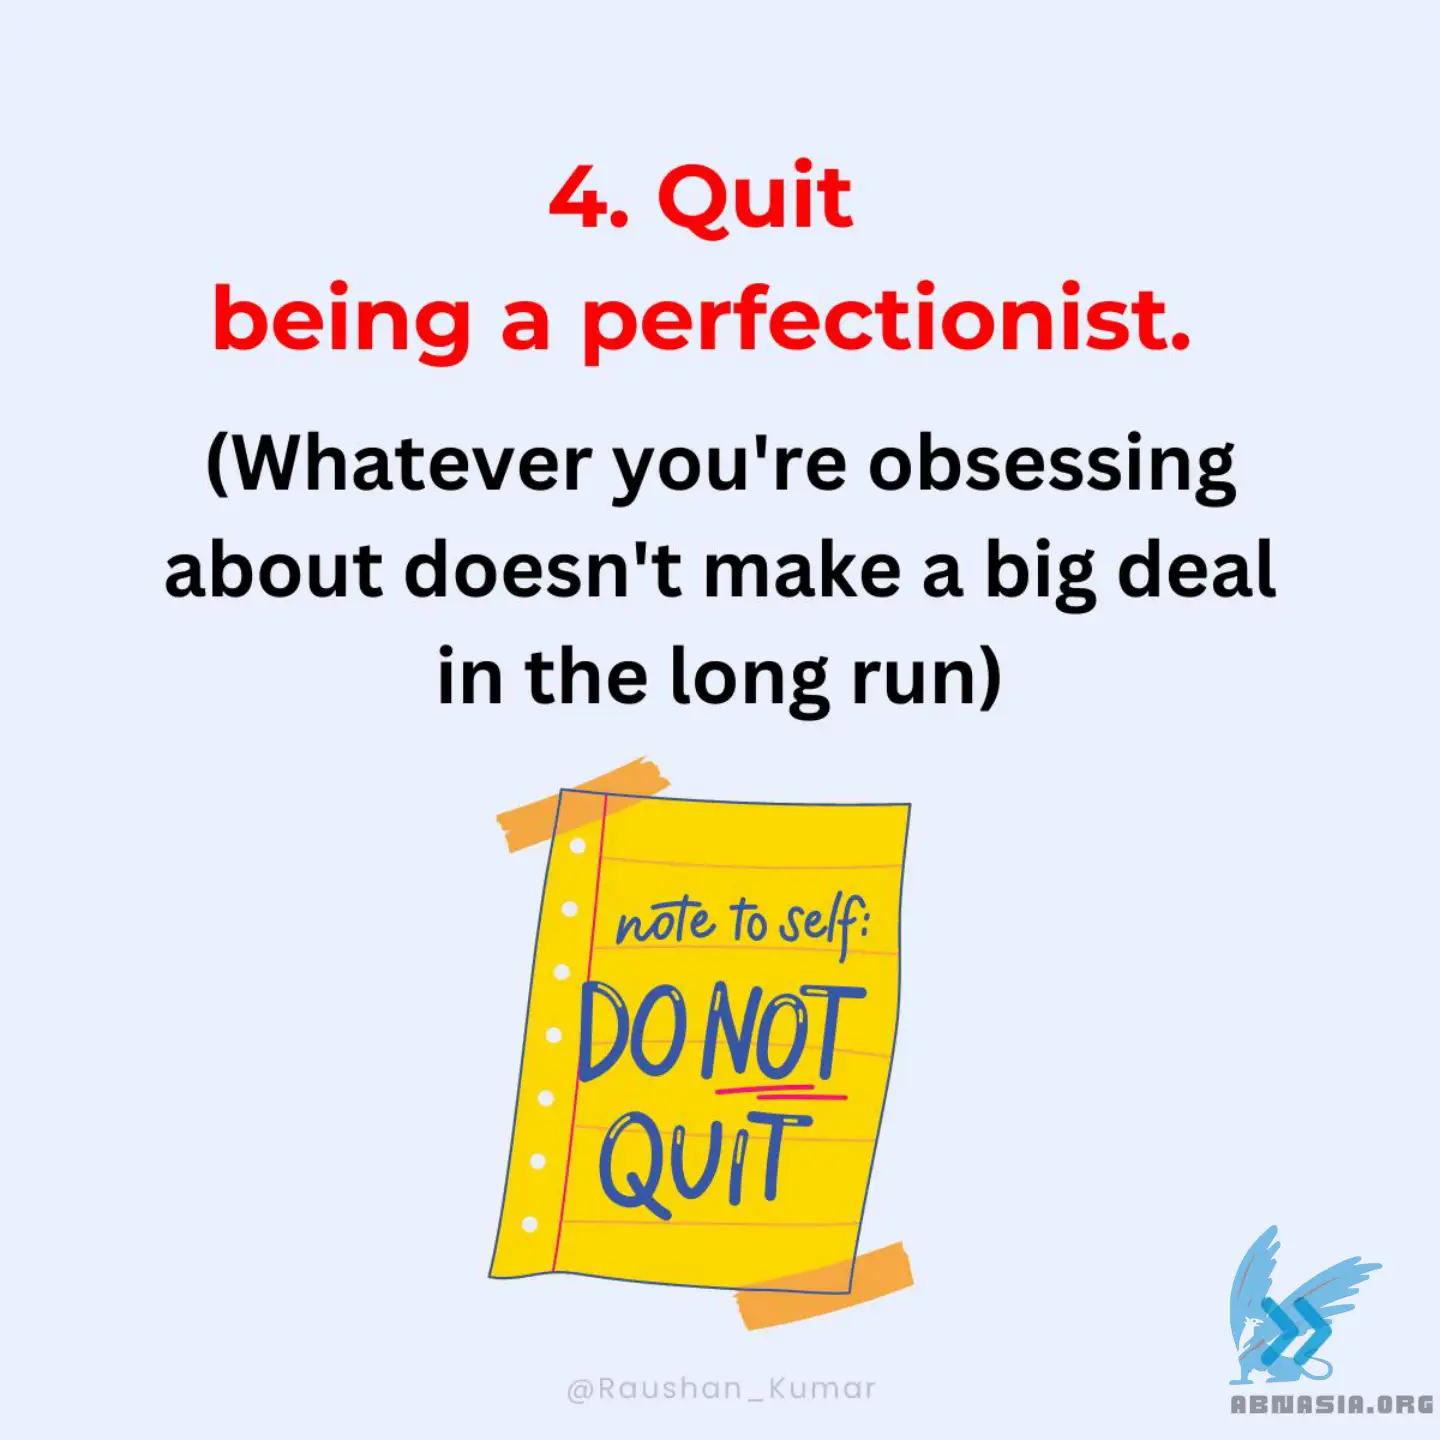 4. Quit
being a perfectionist.
(Whatever you're obsessing
about doesn't make a big deal
in the long run)
note to self:
DO NOT
QUIT
@Raushan_Kumar
ABNASIA.ORG